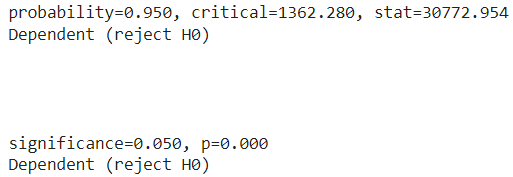 probability=0.950, critical=1362.280, stat=30772.954
Dependent (reject H0)
significance=0.050, p=0.000
Dependent (reject H0)